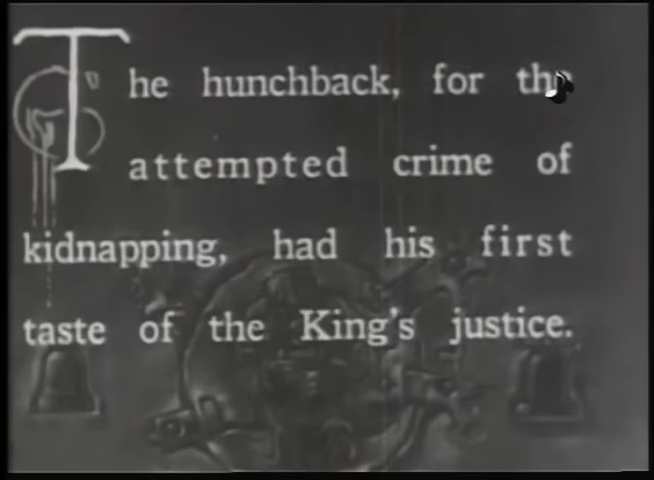 The hunchback, for the
attempted crime of
kidnapping, had his first
taste of the King's justice.